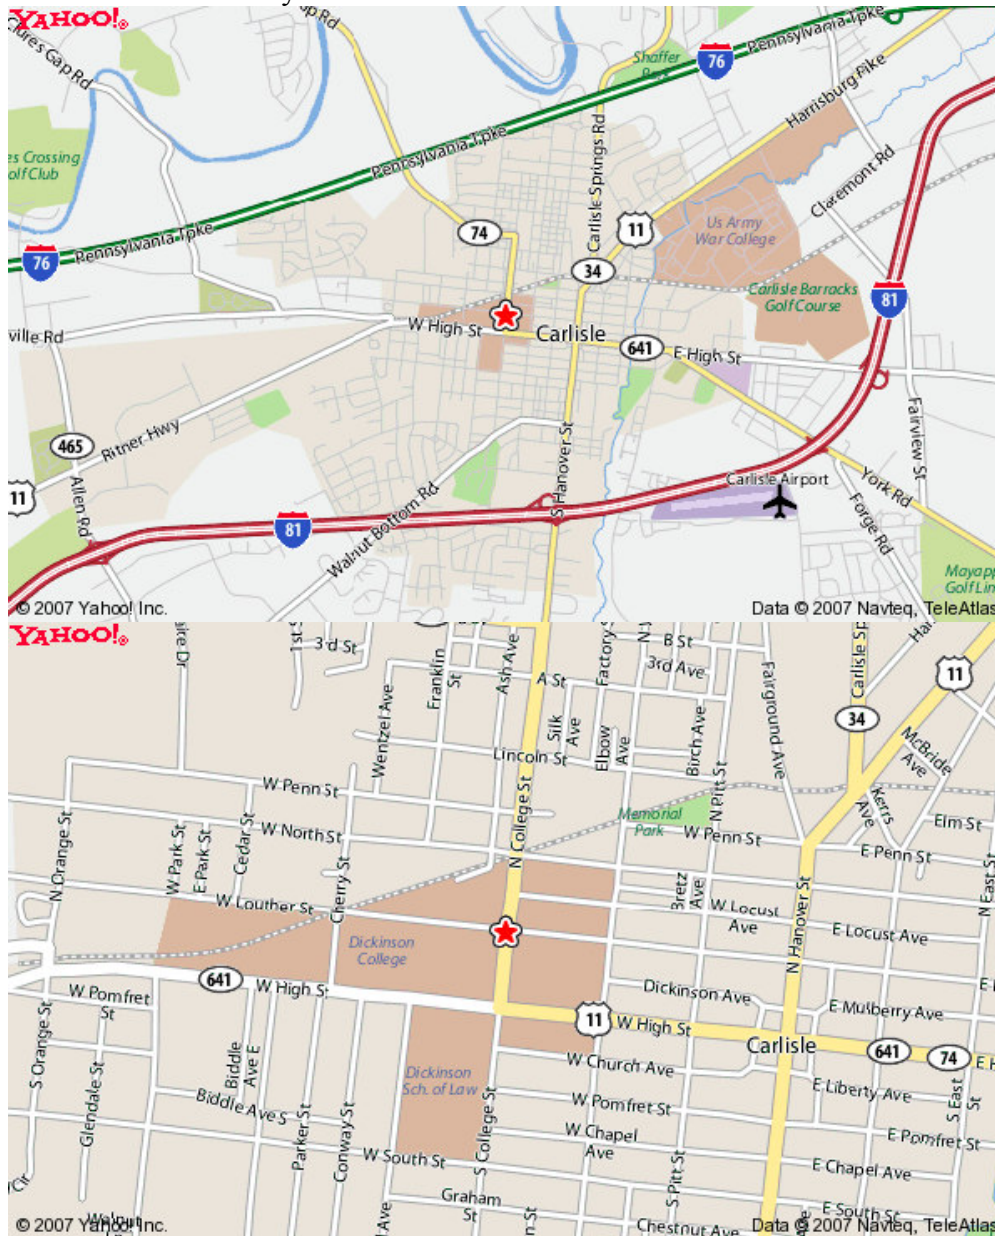 YAHOO!®
Clures Gap Rd
p Rd
Pennsylvania Tpke
76
Shaffer
Park
Harrisburg Pike
Pennsylvania Tpke
Carlisle Springs Rd
es Crossing
olf Club
Claremont Rd
74
11
Us Army
War College
76
Pennsylvania Tpke
34
Carlisle Barracks
Golf Course
81
ville Rd
W High St
Carlisle
641
E High St
Fairview St
465
Ritner Hwy
11
Allen Rd
S Hanover St
Carlisle Airport
York Rd
81
Walnut Bottom Rd
Forge Rd
Mayapp
Golf Lin
© 2007 Yahoo! Inc.
Data © 2007 Navteq, TeleAtlas
YAHOO!®
1st S
3rd St
Franklin
St
Ash Ave
Factory S
B St
3rd Ave
Carlisle Sp
Ha
11
A St
Wentzel Ave
Silk
Ave
Elbow
Ave
Birch Ave
Fairground Ave
34
McBride
Ave
Lincoln St
W Penn St
N College St
N Pitt St
Kerrs
Ave
Memorial
Park
Elm St
N Orange St
W Park St
E Park St
Cedar St
W North St
W Penn St
E Penn St
Cherry St
Bretz
Ave
N East S
W Louther St
W Locust
Ave
E Locust Ave
N Hanover St
Dickinson
College
641
W High St
Dickinson Ave
W Pomfret
St
E Mulberry Ave
11
W High St
Carlisle
641
74
E H
S Orange St
Glendale St
Biddle
Ave E
Dickinson
Sch. of Law
W Church Ave
E Liberty Ave
S East
St
Biddle Ave S
W Pomfret St
Parker St
Conway St
S College St
W Chapel
Ave
E Pomfret St
W South St
S Pitt St
E Chapel Ave
Cir
Graham
St
E South St
Walnut
d Ave
n St
Chestnut Ave
© 2007 Yahoo! Inc.
Data © 2007 Navteq, TeleAtlas